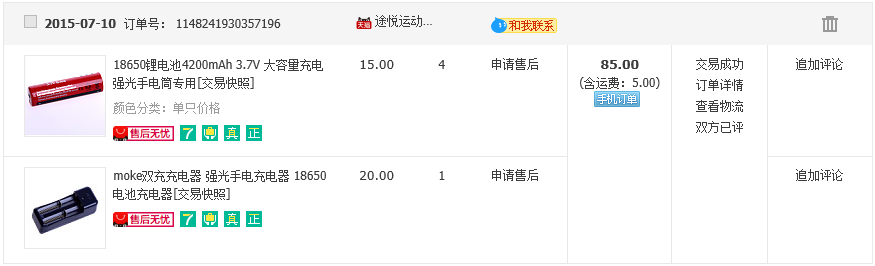 2015-07-10 订单号： 1148241930357196 天猫 途悦运动... 和我联系
18650锂电池4200mAh 3.7V 大容量充电 15.00 4 申请售后 85.00 交易成功 追加评论
强光手电筒专用[交易快照] (含运费：5.00) 订单详情
颜色分类：单只价格 手机订单 查看物流
售后无忧 7 真 正 双方已评
moke双充充电器 强光手电充电器 18650 20.00 1 申请售后 追加评论
电池充电器[交易快照]
售后无忧 7 真 正